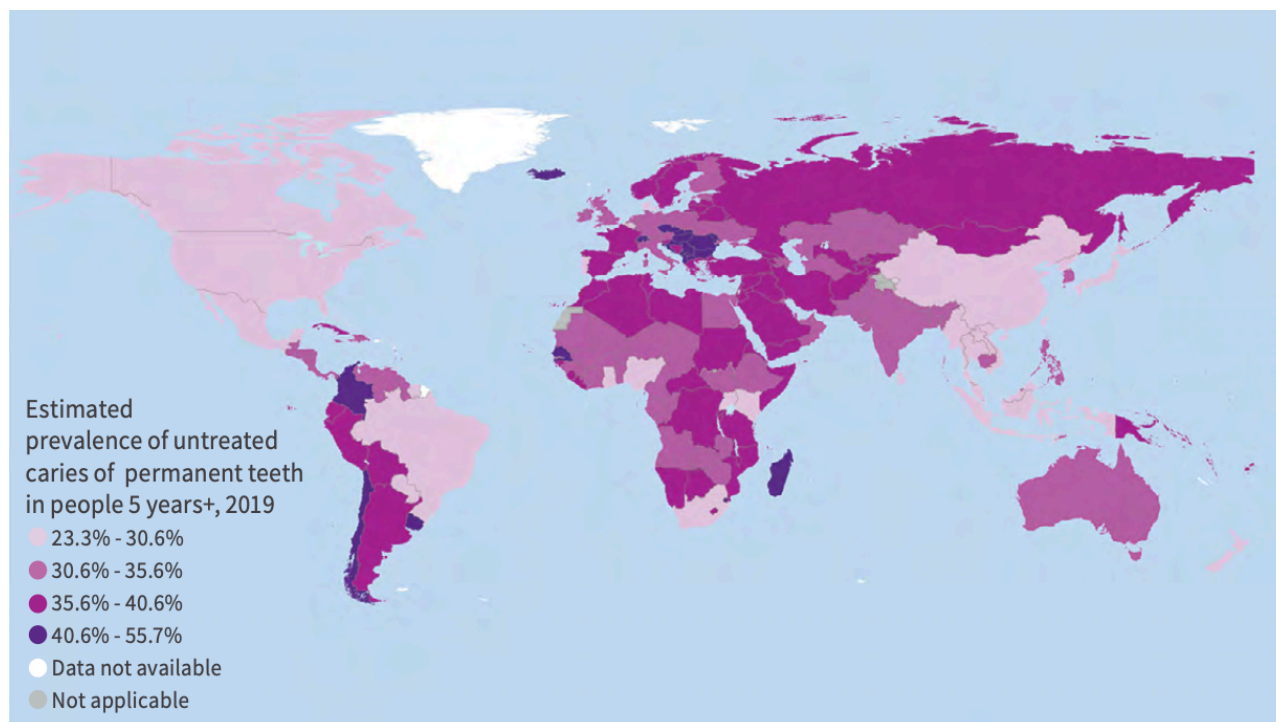 Estimated
prevalence of untreated
caries of permanent teeth
in people 5 years+, 2019
23.3% - 30.6%
30.6% - 35.6%
35.6% - 40.6%
40.6% - 55.7%
Data not available
Not applicable